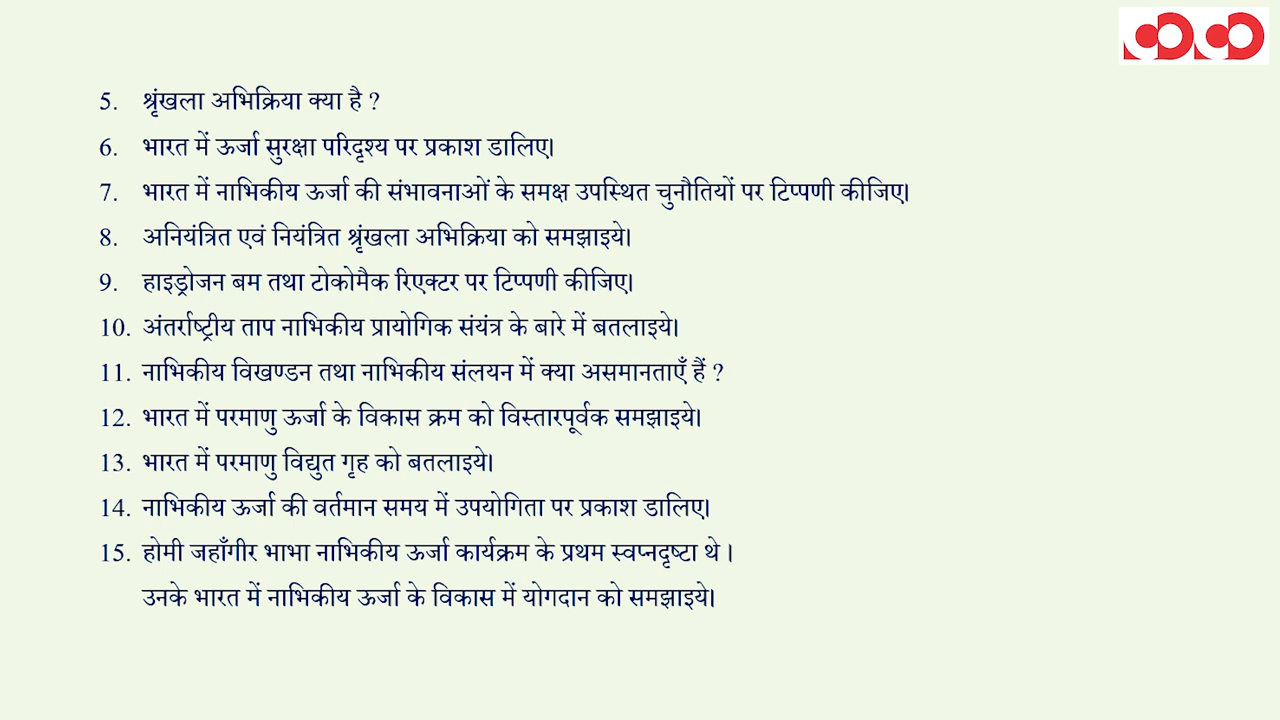 5. श्रृंखला अभिक्रिया क्या है ?
6. भारत में ऊर्जा सुरक्षा परिदृश्य पर प्रकाश डालिए।
7. भारत में नाभिकीय ऊर्जा की संभावनाओं के समक्ष उपस्थित चुनौतियों पर टिप्पणी कीजिए।
8. अनियंत्रित एवं नियंत्रित श्रृंखला अभिक्रिया को समझाइये।
9. हाइड्रोजन बम तथा टोकोमैक रिएक्टर पर टिप्पणी कीजिए।
10. अंतर्राष्ट्रीय ताप नाभिकीय प्रायोगिक संयंत्र के बारे में बतलाइये।
11. नाभिकीय विखण्डन तथा नाभिकीय संलयन में क्या असमानताएँ हैं ?
12. भारत में परमाणु ऊर्जा के विकास क्रम को विस्तारपूर्वक समझाइये।
13. भारत में परमाणु विद्युत गृह को बतलाइये।
14. नाभिकीय ऊर्जा की वर्तमान समय में उपयोगिता पर प्रकाश डालिए।
15. होमी जहाँगीर भाभा नाभिकीय ऊर्जा कार्यक्रम के प्रथम स्वप्नदृष्टा थे ।
उनके भारत में नाभिकीय ऊर्जा के विकास में योगदान को समझाइये।